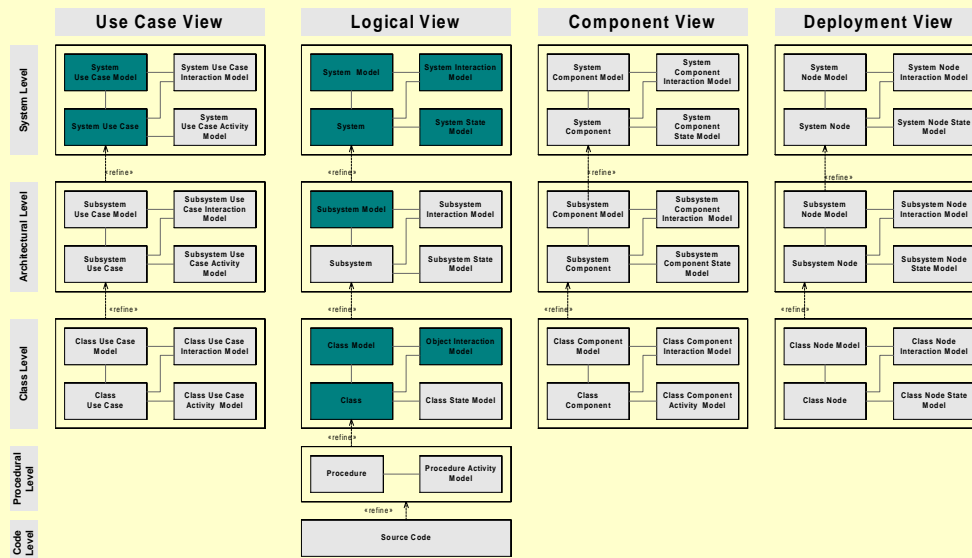 Use Case View
Logical View
Component View
Deployment View
System Level
System
Use Case Model
System Use Case
Interaction Model
System Use Case
System
Use Case Activity
Model
System Model
System Interaction
Model
System
System State
Model
System
Component Model
System
Component
Interaction Model
System
Component
System
Component
State Model
System
Node Model
System Node
Interaction Model
System Node
System Node State
Model
«refine»
«refine»
«refine»
«refine»
Architectural Level
Subsystem
Use Case Model
Subsystem Use
Case Interaction
Model
Subsystem
Use Case
Subsystem Use
Case Activity
Model
Subsystem Model
Subsystem
Interaction Model
Subsystem
Subsystem State
Model
Subsystem
Component Model
Subsystem
Component
Interaction Model
Subsystem
Component
Subsystem
Component State
Model
Subsystem
Node Model
Subsystem Node
Interaction Model
Subsystem Node
Subsystem Node
State Model
«refine»
«refine»
«refine»
«refine»
Class Level
Class Use Case
Model
Class Use Case
Interaction Model
Class
Use Case
Class Use Case
Activity Model
Class Model
Object Interaction
Model
Class
Class State Model
Class Component
Model
Class Component
Interaction Model
Class
Component
Class Component
Activity Model
Class Node Model
Class Node
Interaction Model
Class Node
Class Node State
Model
«refine»
Procedural
Level
Procedure
Procedure Activity
Model
«refine»
Code
Level
Source Code